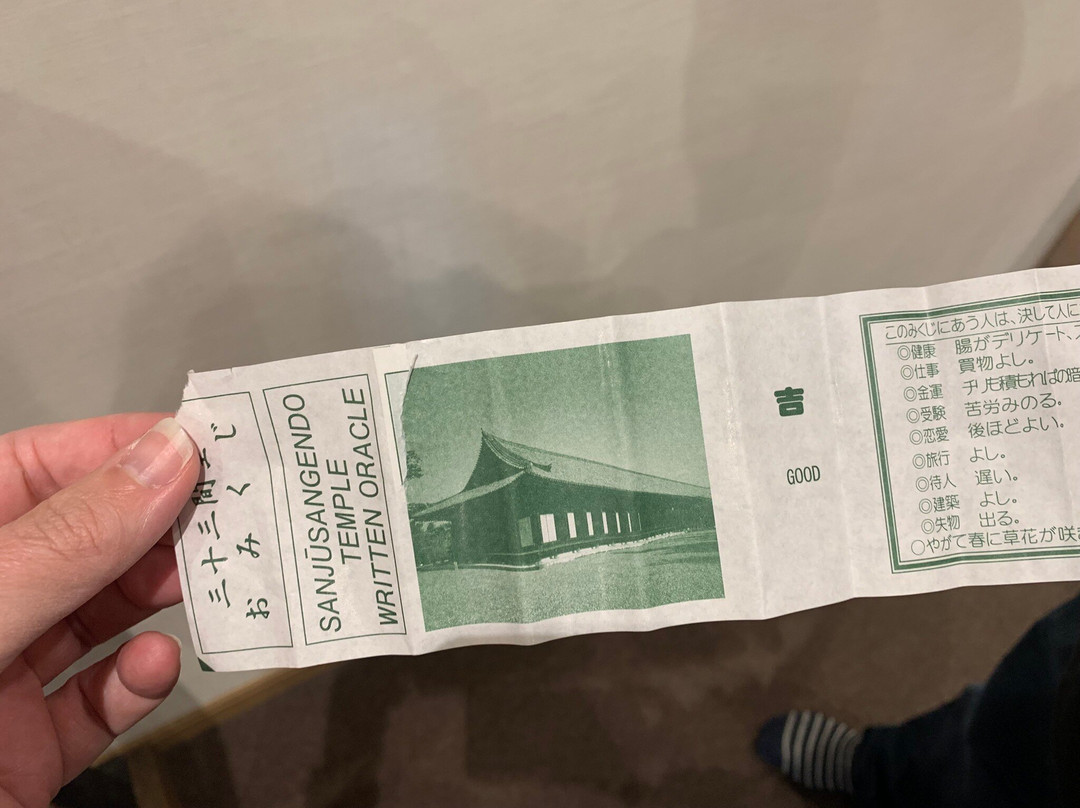 三十三間
おみくじ
SANJŪSANGENDO
TEMPLE
WRITTEN ORACLE
吉
GOOD
このみくじにあう人は、決して人に
◎健康 腸がデリケート、
◎仕事 買物よし。
◎金運 チリも積もればの
◎受験 苦労みのる。
◎恋愛 後ほどよい。
◎旅行 よし。
◎待人 遅い。
◎建築 よし。
◎失物 出る。
○やがて春に草花が咲